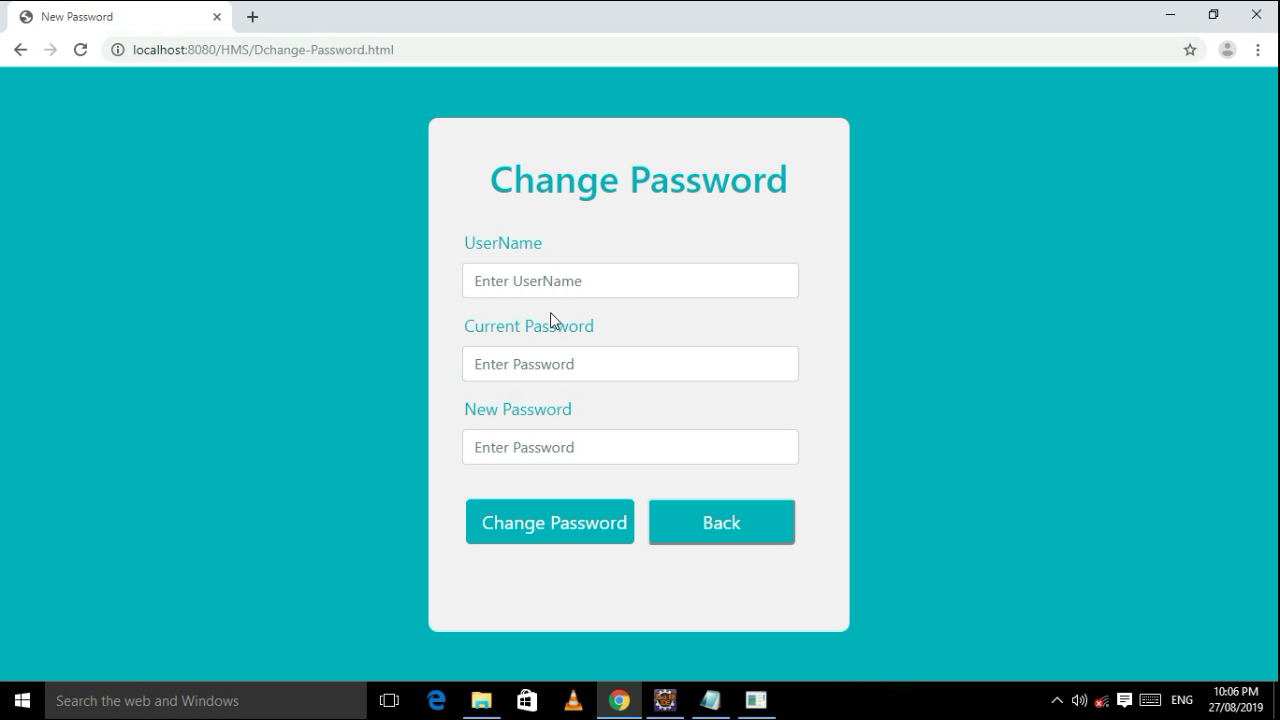 New Password
localhost:8080/HMS/Dchange-Password.html
Change Password
UserName
Enter UserName
Current Password
Enter Password
New Password
Enter Password
Change Password
Back
Search the web and Windows
ENG
10:06 PM
27/08/2019